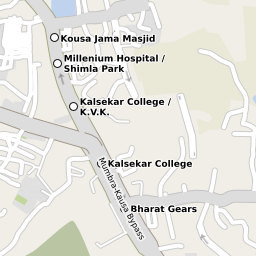 Kousa Jama Masjid
Millenium Hospital /
Shimla Park
Kalsekar College /
K.V.K.
Kalsekar College
Mumbra-Kausa Bypass
Bharat Gears